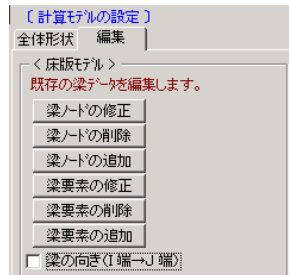 〔計算ﾓﾃﾞﾙの設定〕
全体形状 編集
＜床版ﾓﾃﾞﾙ＞
既存の梁ﾃﾞｰﾀを編集します。
梁ﾉｰﾄﾞの修正
梁ﾉｰﾄﾞの削除
梁ﾉｰﾄﾞの追加
梁要素の修正
梁要素の削除
梁要素の追加
梁の向き(I端→J端)